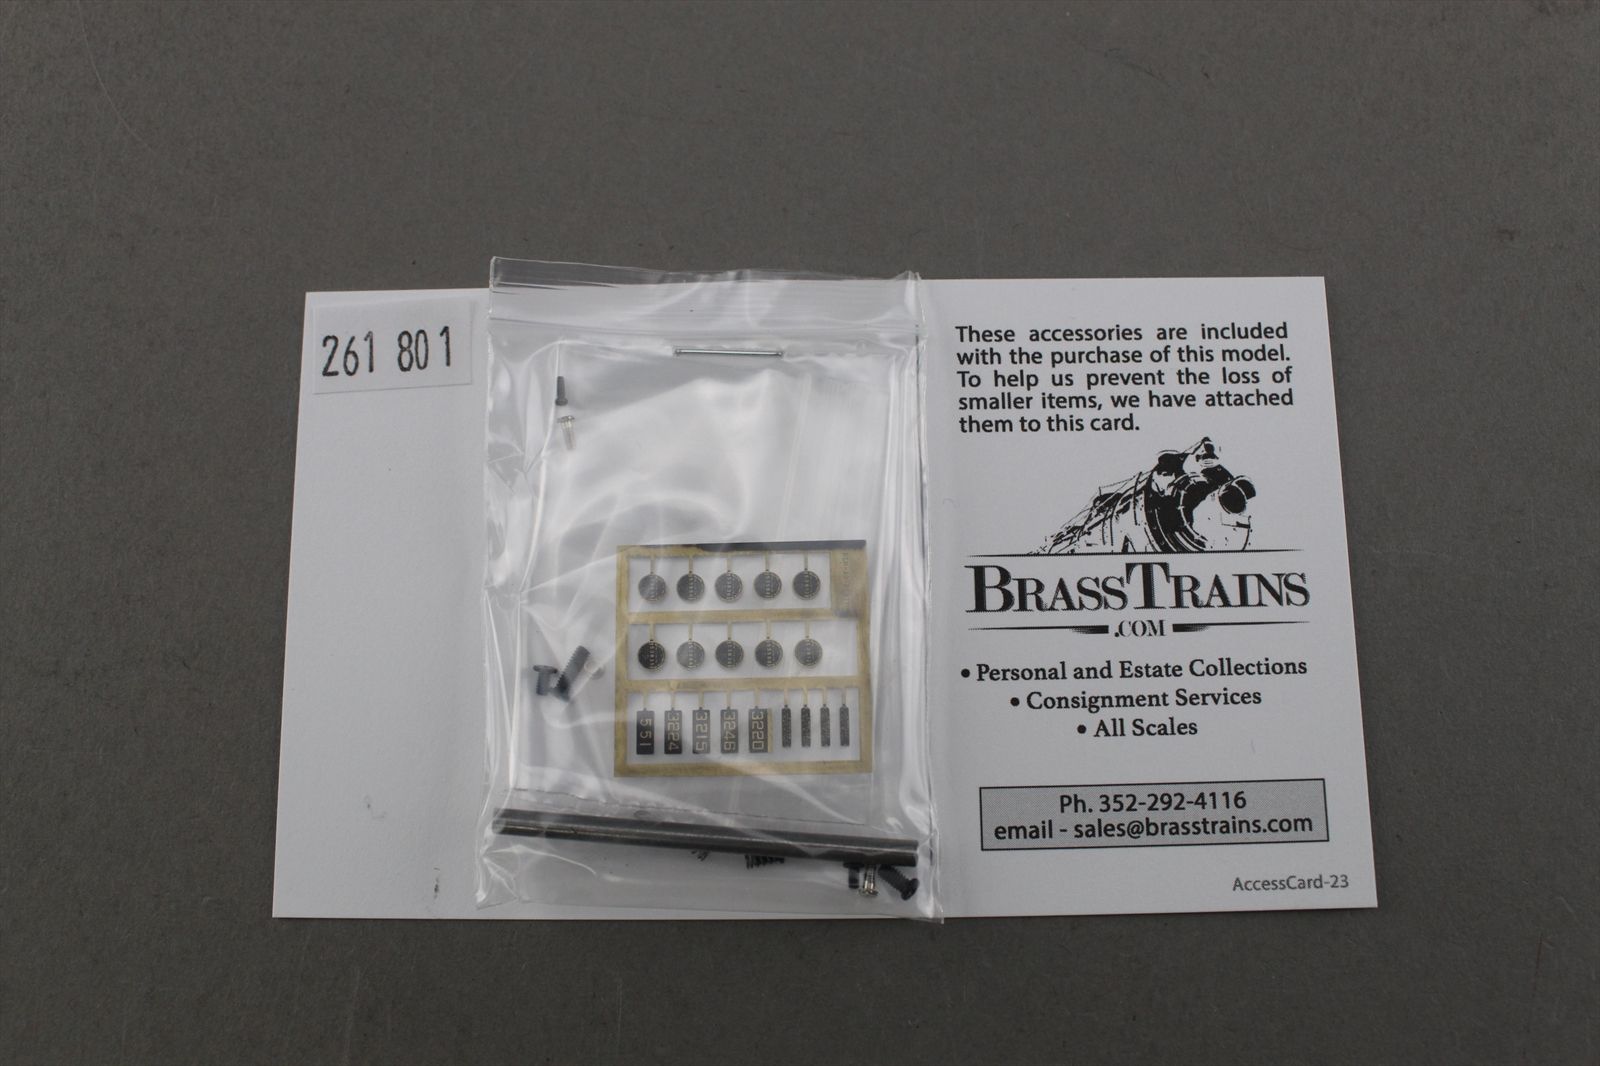 261 801
These accessories are included
with the purchase of this model.
To help us prevent the loss of
smaller items, we have attached
them to this card.
BRASSTRAINS
.COM
• Personal and Estate Collections
• Consignment Services
• All Scales
Ph. 352-292-4116
email - sales@brasstrains.com
AccessCard-23
551
3224
3215
3246
3220